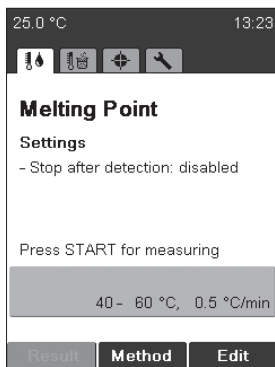 25.0 °C 13:23
Melting Point
Settings
- Stop after detection: disabled
Press START for measuring
40 - 60 °C, 0.5 °C/min
Result Method Edit